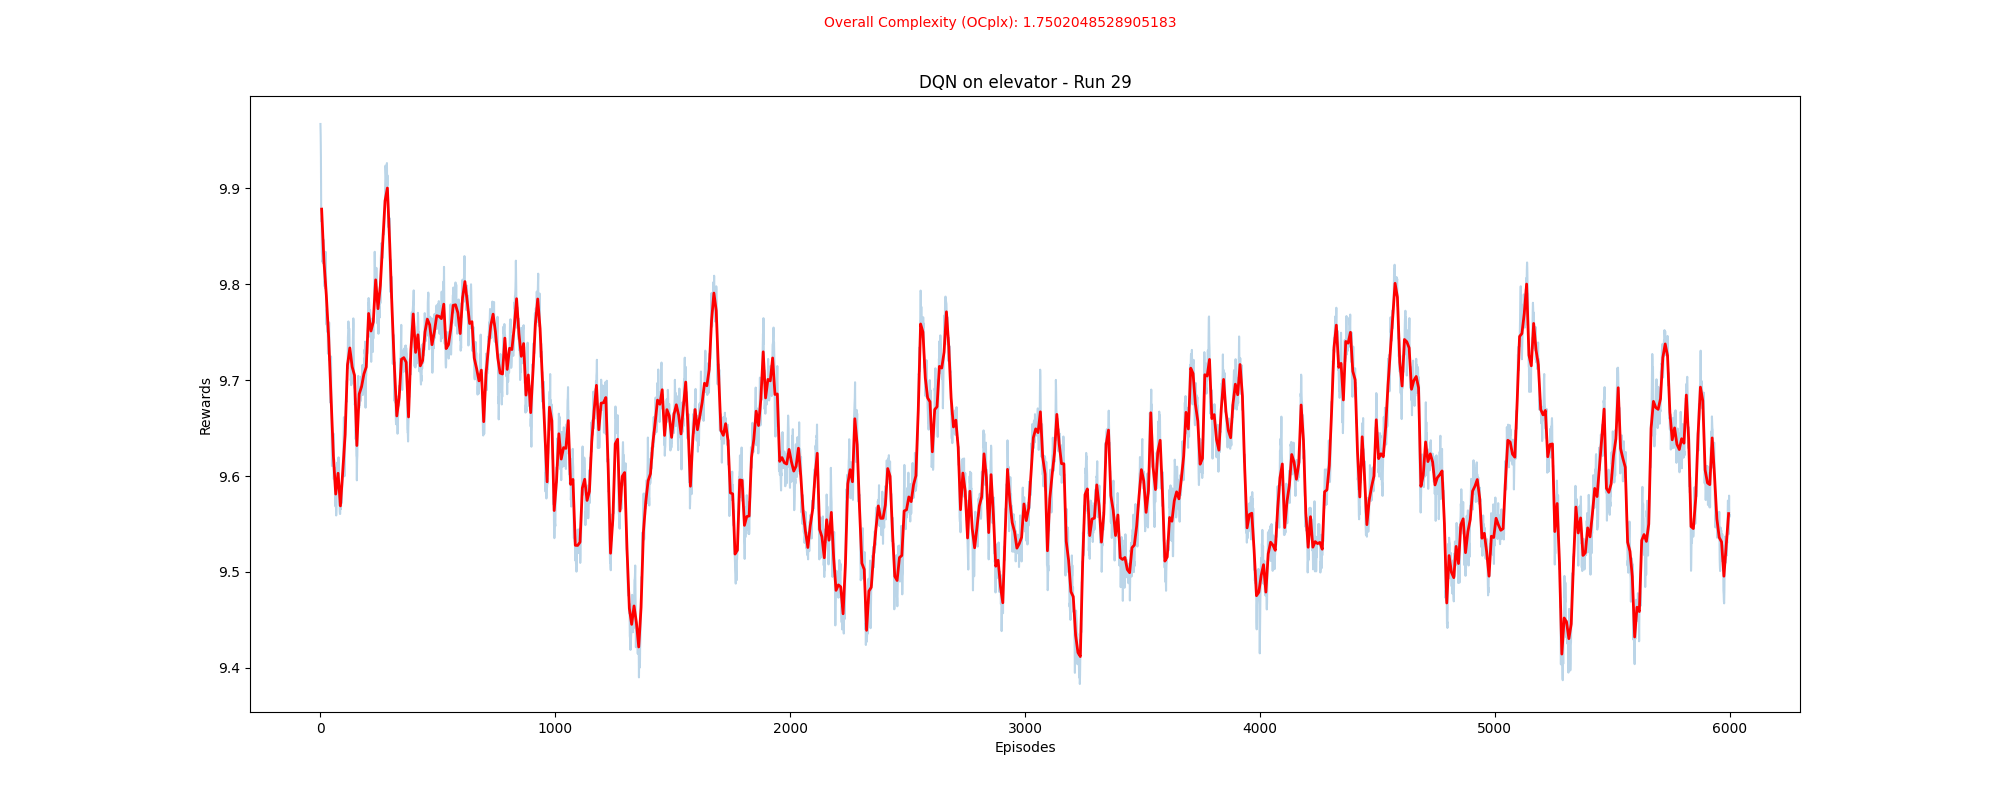 Overall Complexity (OCplx): 1.7502048528905183
DQN on elevator - Run 29
9.9
9.8
9.7
9.6
9.5
9.4
Rewards
0 1000 2000 3000 4000 5000 6000
Episodes